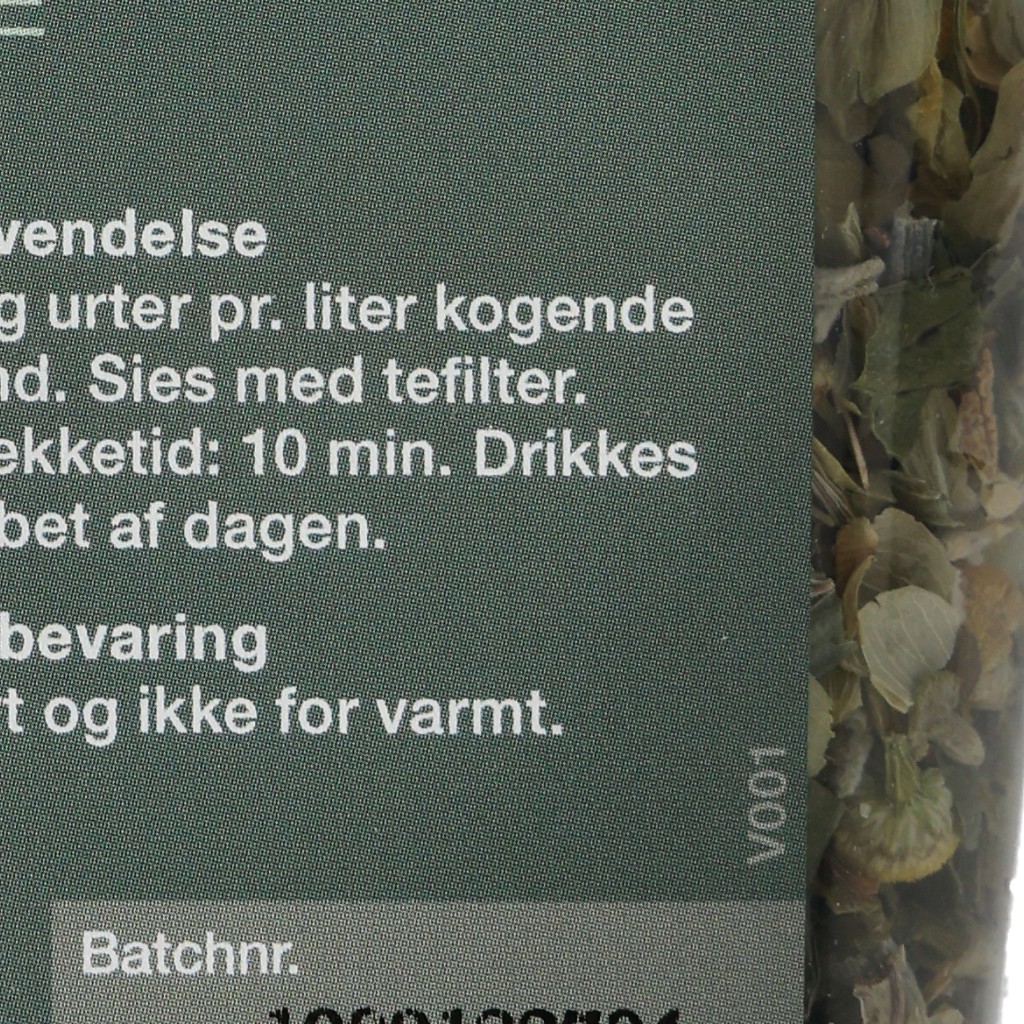 vendelse
g urter pr. liter kogende
nd. Sies med tefilter.
ekketid: 10 min. Drikkes
bet af dagen.
bevaring
t og ikke for varmt.
V001
Batchnr.